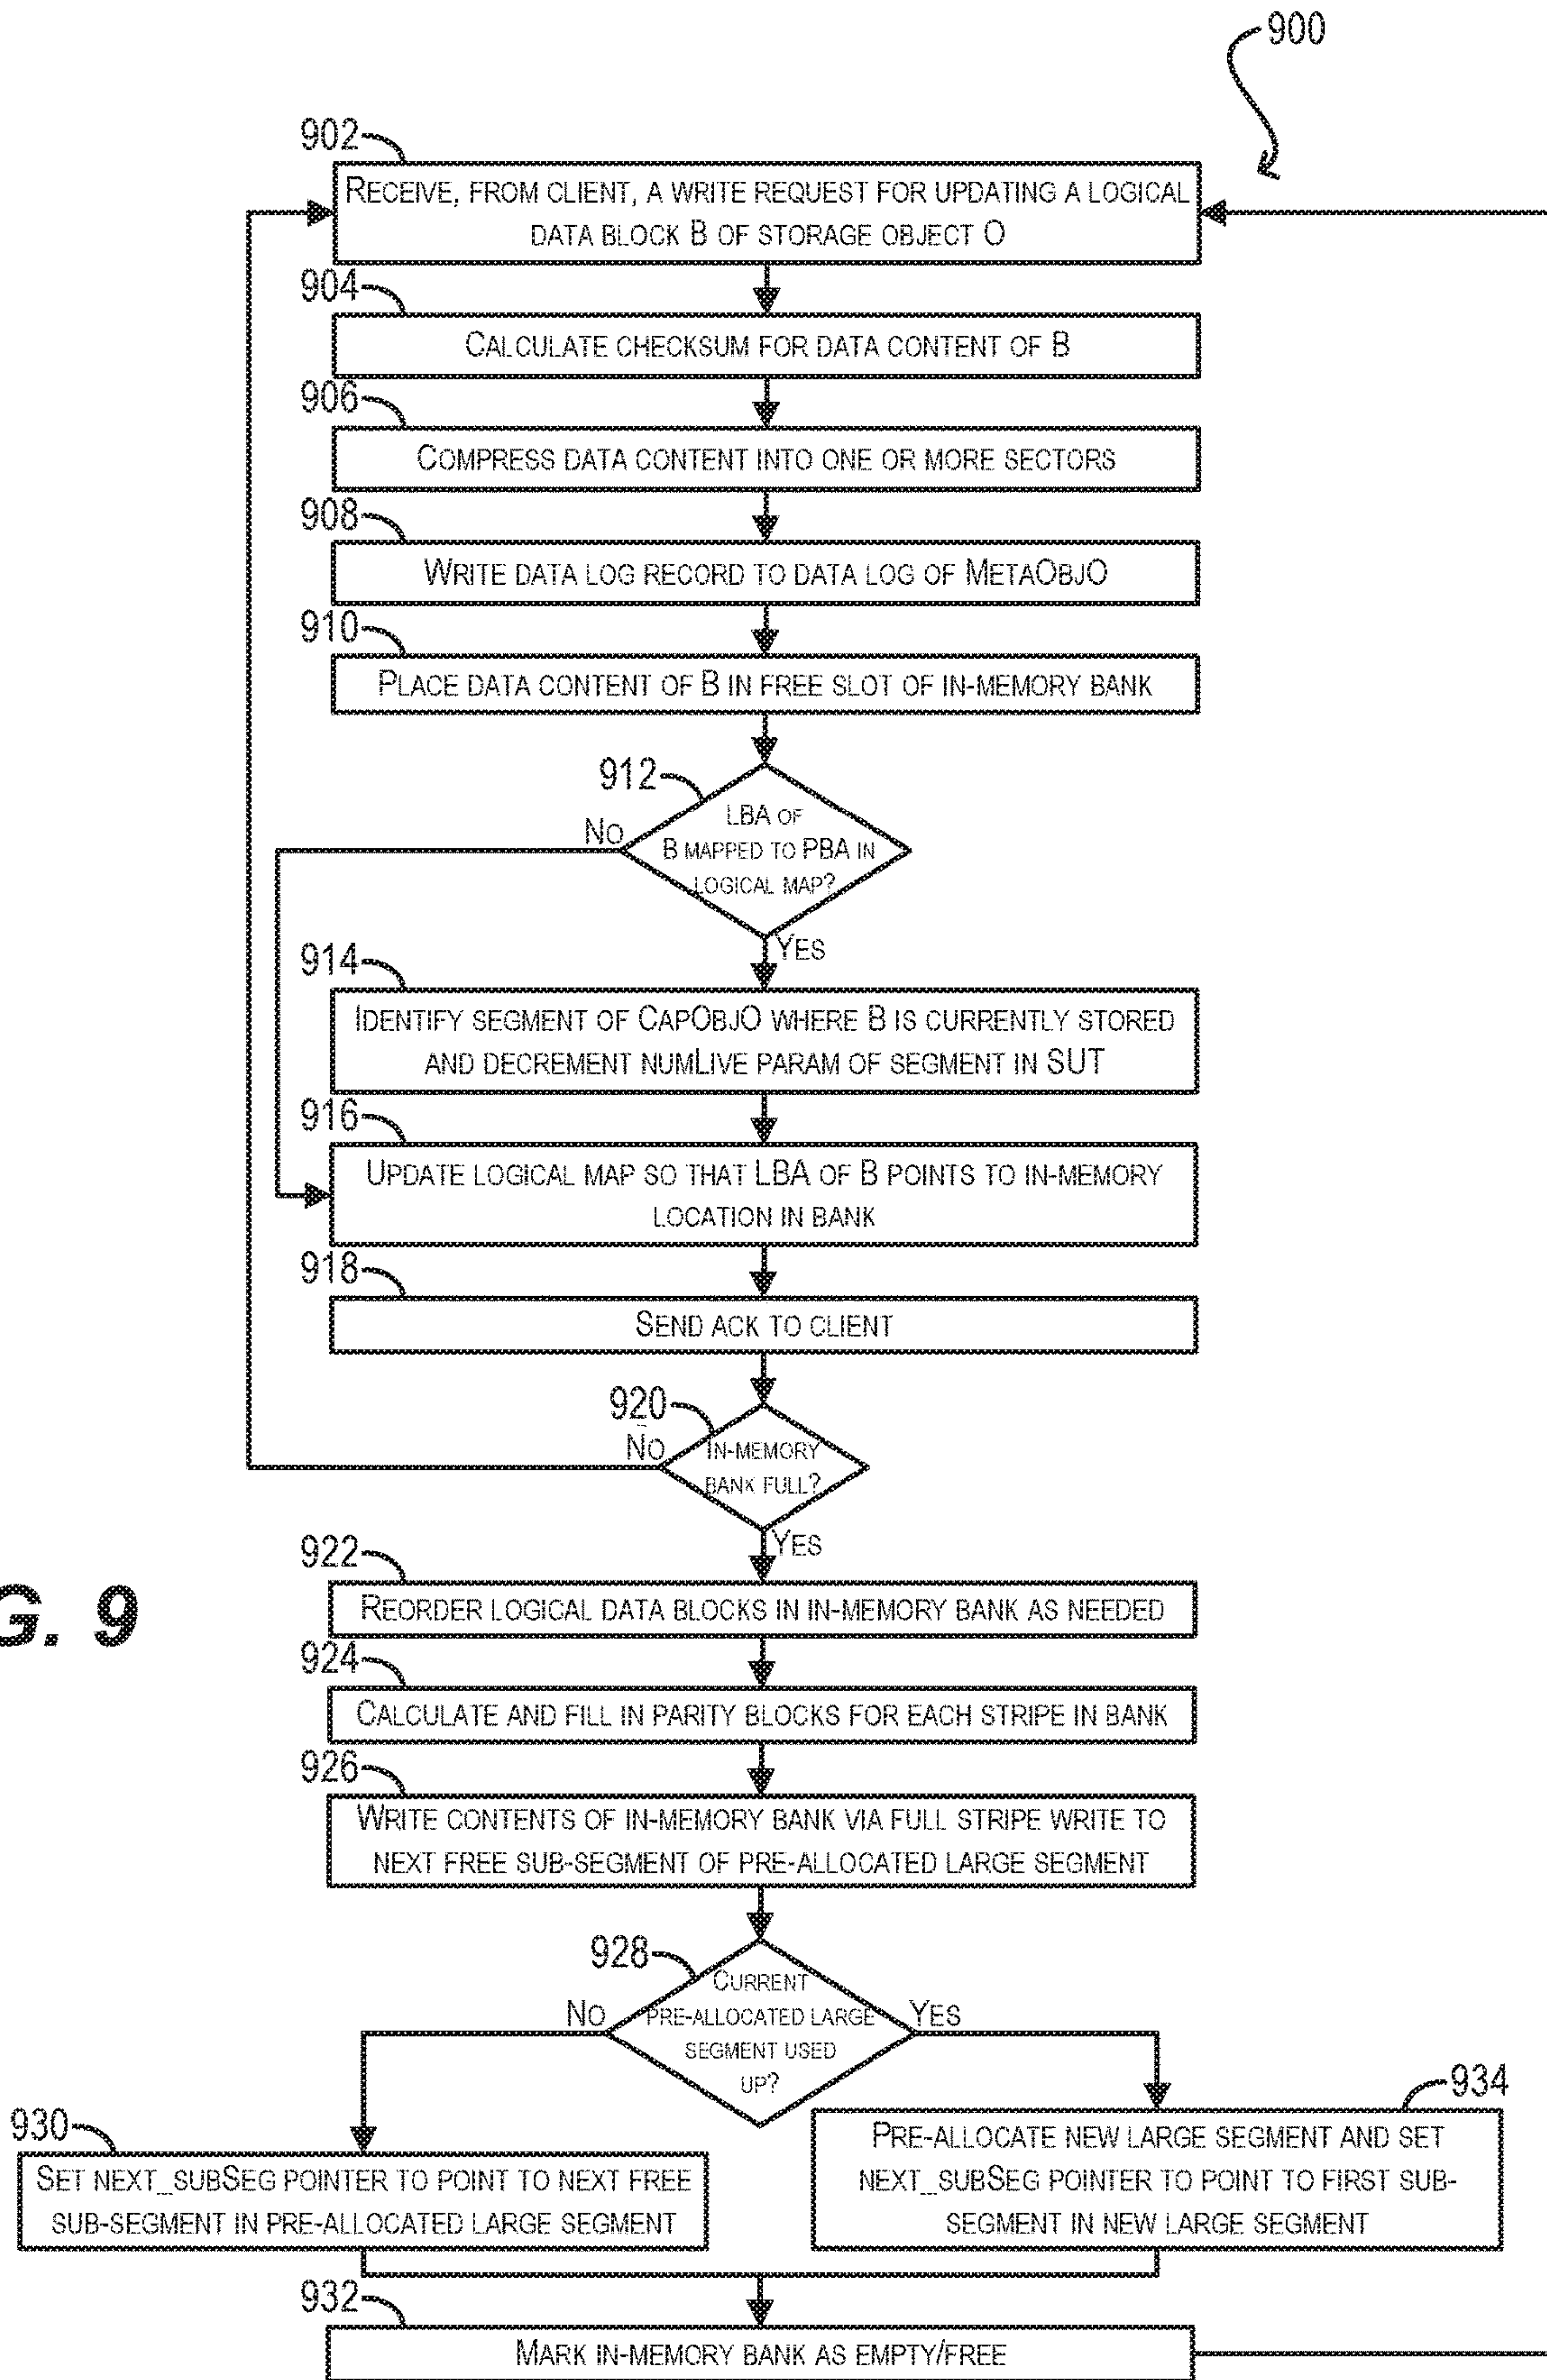 900
902
RECEIVE, FROM CLIENT, A WRITE REQUEST FOR UPDATING A LOGICAL
DATA BLOCK B OF STORAGE OBJECT O
904
CALCULATE CHECKSUM FOR DATA CONTENT OF B
906
COMPRESS DATA CONTENT INTO ONE OR MORE SECTORS
908
WRITE DATA LOG RECORD TO DATA LOG OF METAOBJO
910
PLACE DATA CONTENT OF B IN FREE SLOT OF IN-MEMORY BANK
912
NO
LBA OF
B MAPPED TO PBA IN
LOGICAL MAP?
YES
914
IDENTIFY SEGMENT OF CAPOBJO WHERE B IS CURRENTLY STORED
AND DECREMENT NUMLIVE PARAM OF SEGMENT IN SUT
916
UPDATE LOGICAL MAP SO THAT LBA OF B POINTS TO IN-MEMORY
LOCATION IN BANK
918
SEND ACK TO CLIENT
920
NO
IN-MEMORY
BANK FULL?
YES
922
REORDER LOGICAL DATA BLOCKS IN IN-MEMORY BANK AS NEEDED
G. 9
924
CALCULATE AND FILL IN PARITY BLOCKS FOR EACH STRIPE IN BANK
926
WRITE CONTENTS OF IN-MEMORY BANK VIA FULL STRIPE WRITE TO
NEXT FREE SUB-SEGMENT OF PRE-ALLOCATED LARGE SEGMENT
928
NO
CURRENT
PRE-ALLOCATED LARGE
SEGMENT USED
UP?
YES
930
SET NEXT_SUBSEG POINTER TO POINT TO NEXT FREE
SUB-SEGMENT IN PRE-ALLOCATED LARGE SEGMENT
934
PRE-ALLOCATE NEW LARGE SEGMENT AND SET
NEXT_SUBSEG POINTER TO POINT TO FIRST SUB-
SEGMENT IN NEW LARGE SEGMENT
932
MARK IN-MEMORY BANK AS EMPTY/FREE